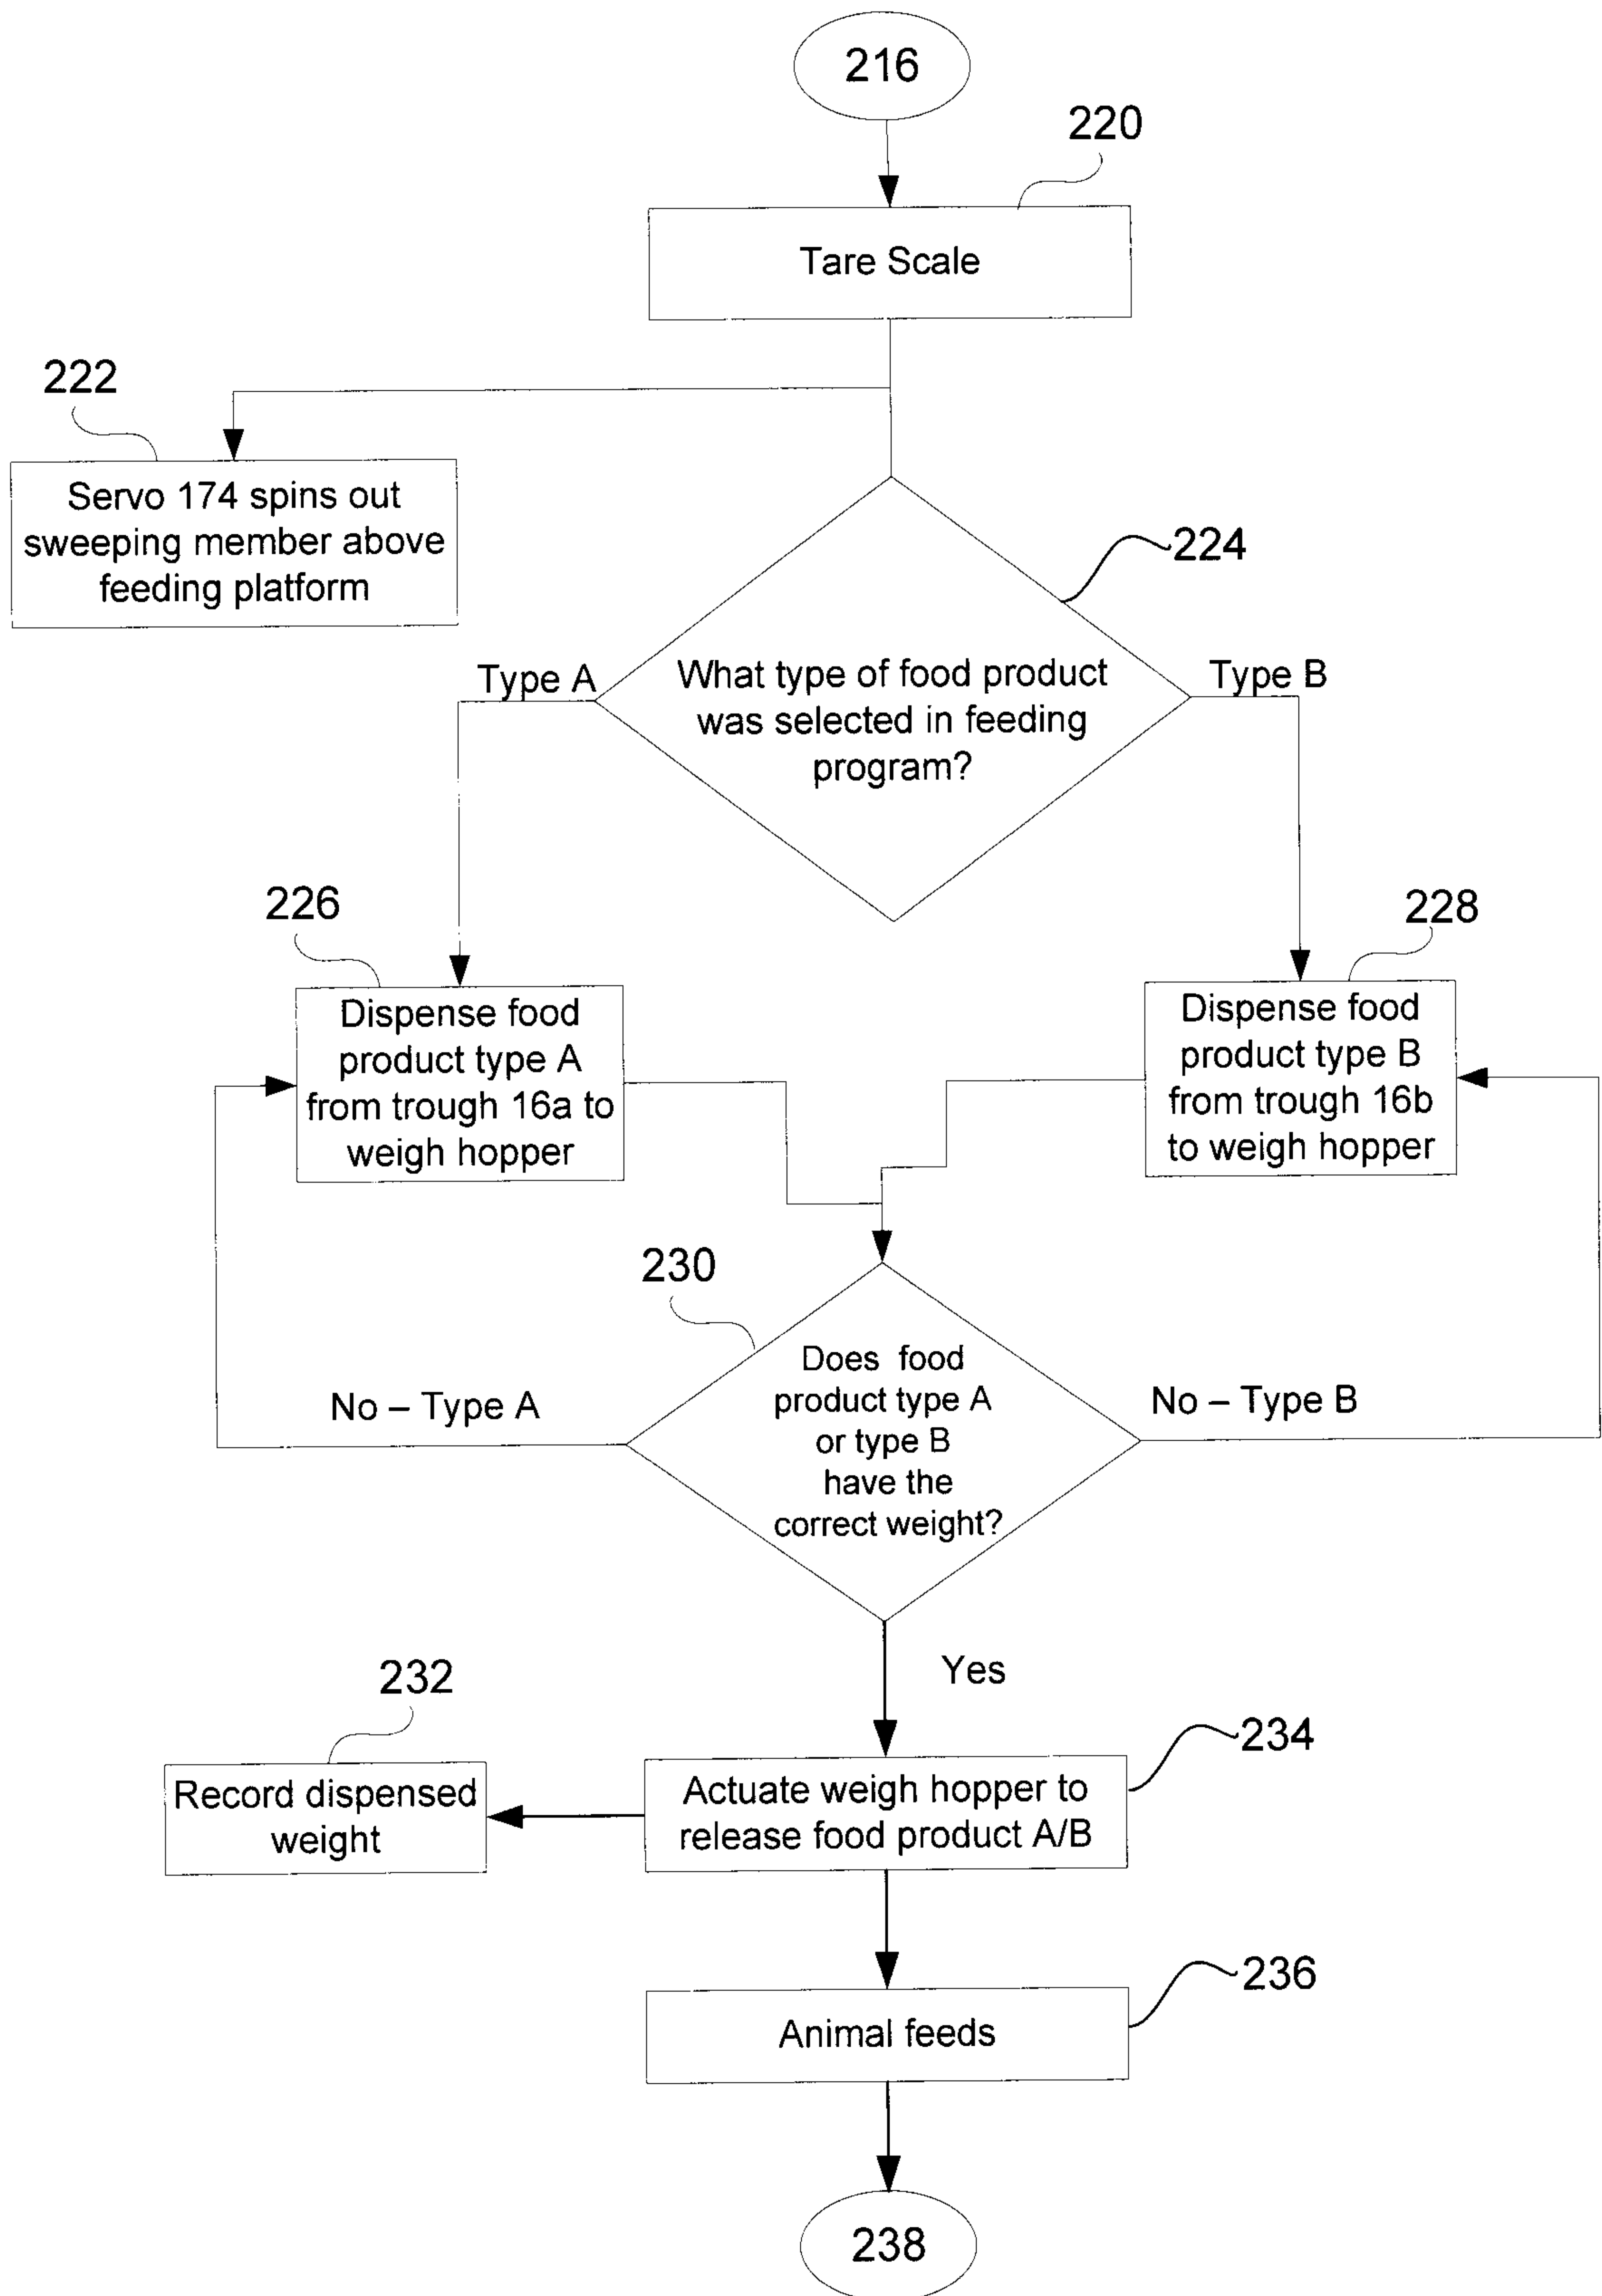 216
220
Tare Scale
222
Servo 174 spins out
sweeping member above
feeding platform
224
Type A
What type of food product
was selected in feeding
program?
Type B
226
Dispense food
product type A
from trough 16a to
weigh hopper
228
Dispense food
product type B
from trough 16b
to weigh hopper
230
Does food
product type A
or type B
have the
correct weight?
No – Type A
No – Type B
Yes
232
Record dispensed
weight
234
Actuate weigh hopper to
release food product A/B
236
Animal feeds
238